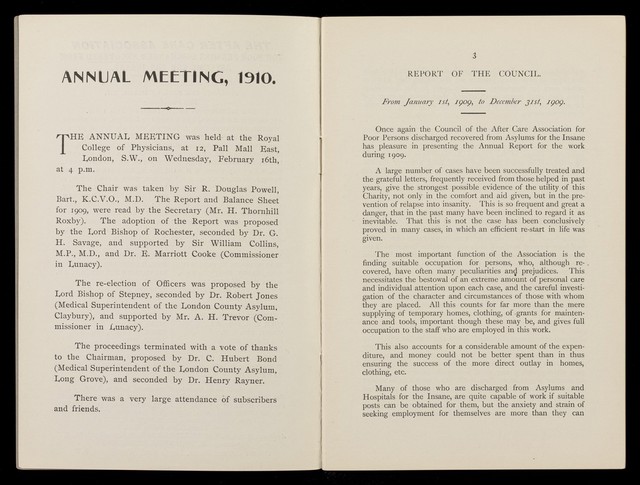 ANNUAL MEETING, 1910.
THE ANNUAL MEETING was held at the Royal
College of Physicians, at 12, Pall Mall East,
London, S.W., on Wednesday, February 16th,
at 4 p.m.
The Chair was taken by Sir R. Douglas Powell,
Bart., K.C.V.O., M.D. The Report and Balance Sheet
for 1909, were read by the Secretary (Mr. H. Thornhill
Roxby). The adoption of the Report was proposed
by the Lord Bishop of Rochester, seconded by Dr. G.
H. Savage, and supported by Sir William Collins,
M.P., M.D., and Dr. E. Marriott Cooke (Commissioner
in Lunacy).
The re-election of Officers was proposed by the
Lord Bishop of Stepney, seconded by Dr. Robert Jones
(Medical Superintendent of the London County Asylum,
Claybury), and supported by Mr. A. H. Trevor (Com-
missioner in Lunacy).
The proceedings terminated with a vote of thanks
to the Chairman, proposed by Dr. C. Hubert Bond
(Medical Superintendent of the London County Asylum,
Long Grove), and seconded by Dr. Henry Rayner.
There was a very large attendance of subscribers
and friends.
3
REPORT OF THE COUNCIL.
From January 1st, 1909, to December 31st, 1909.
Once again the Council of the After Care Association for
Poor Persons discharged recovered from Asylums for the Insane
has pleasure in presenting the Annual Report for the work
during 1909.
A large number of cases have been successfully treated and
the grateful letters, frequently received from those helped in past
years, give the strongest possible evidence of the utility of this
Charity, not only in the comfort and aid given, but in the pre-
vention of relapse into insanity. This is so frequent and great a
danger, that in the past many have been inclined to regard it as
inevitable. That this is not the case has been conclusively
proved in many cases, in which an efficient re-start in life was
given.
The most important function of the Association is the
finding suitable occupation for persons, who, although re-
covered, have often many peculiarities and prejudices. This
necessitates the bestowal of an extreme amount of personal care
and individual attention upon each case, and the careful investi-
gation of the character and circumstances of those with whom
they are placed. All this counts for far more than the mere
supplying of temporary homes, clothing, of grants for mainten-
ance and tools, important though these may be, and gives full
occupation to the staff who are employed in this work.
This also accounts for a considerable amount of the expen-
diture, and money could not be better spent than in thus
ensuring the success of the more direct outlay in homes,
clothing, etc.
Many of those who are discharged from Asylums and
Hospitals for the Insane, are quite capable of work if suitable
posts can be obtained for them, but the anxiety and strain of
seeking employment for themselves are more than they can